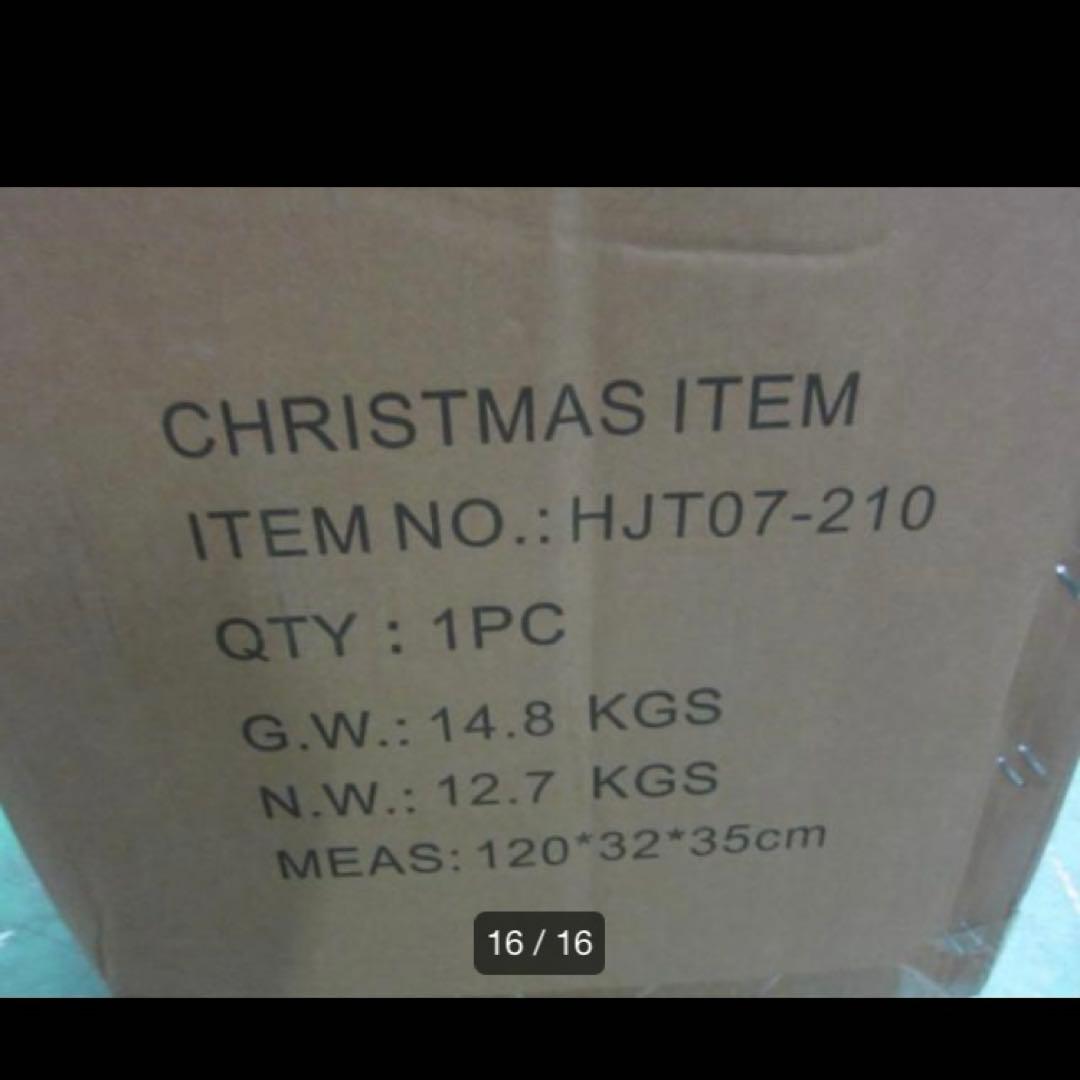 CHRISTMAS ITEM
ITEM NO.: HJT07-210
QTY : 1PC
G.W.: 14.8 KGS
N.W.: 12.7 KGS
MEAS: 120*32*35cm
16 / 16